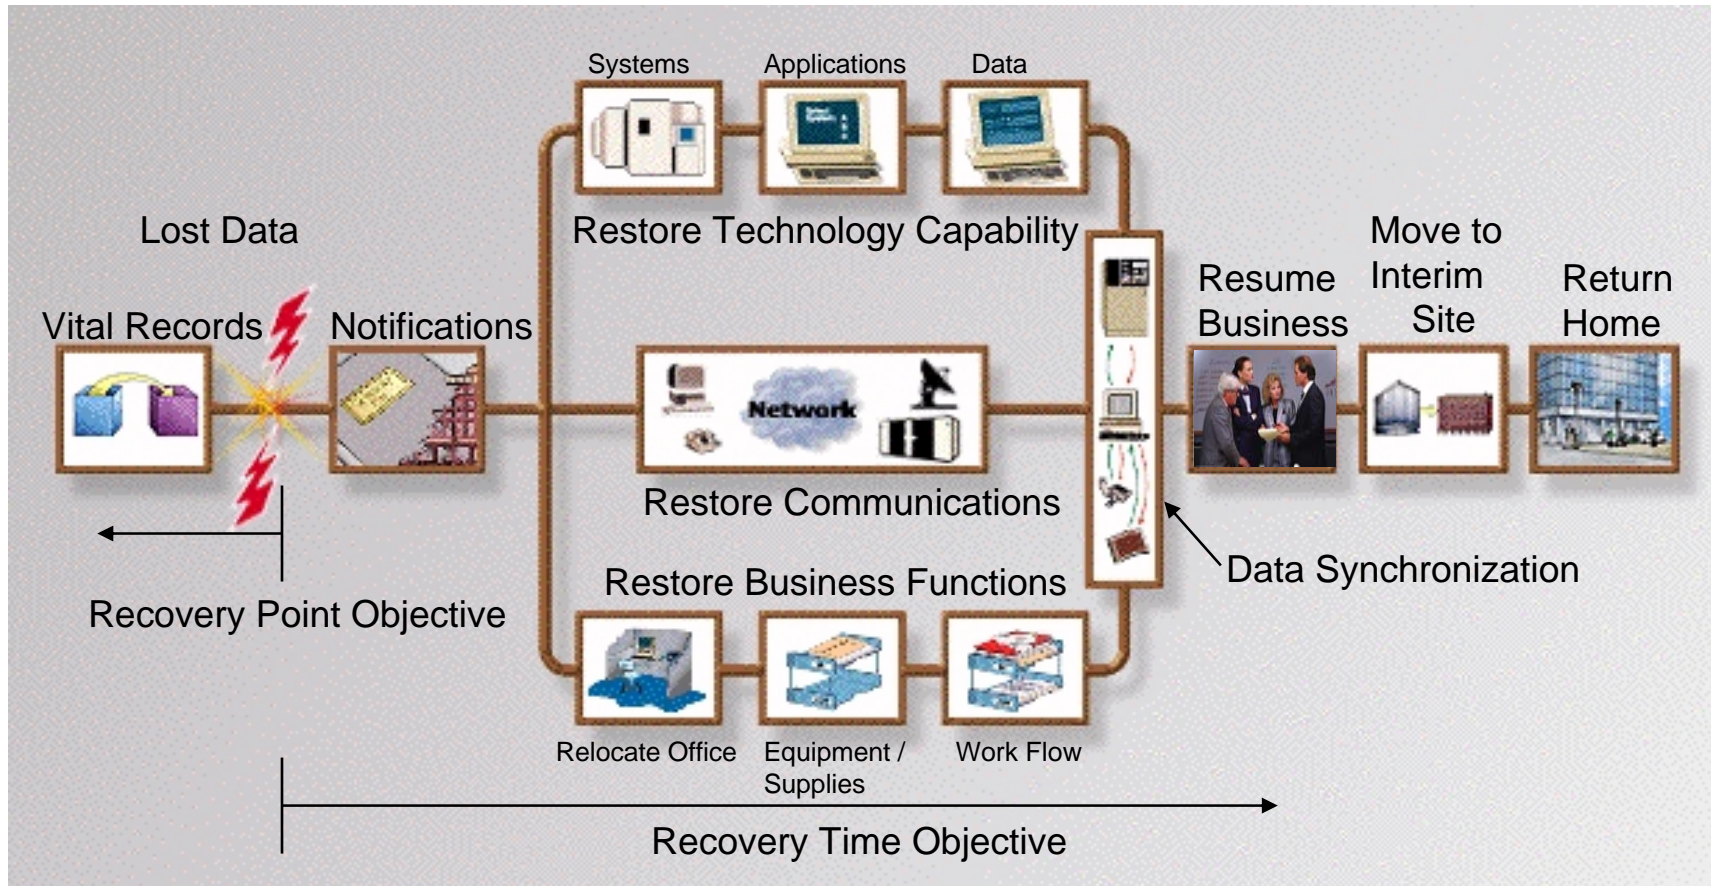 Systems
Applications
Data
Restore Technology Capability
Lost Data
Vital Records
Notifications
Network
Restore Communications
Resume
Business
Move to
Interim
Site
Return
Home
Data Synchronization
Recovery Point Objective
Restore Business Functions
Relocate Office
Equipment /
Supplies
Work Flow
Recovery Time Objective